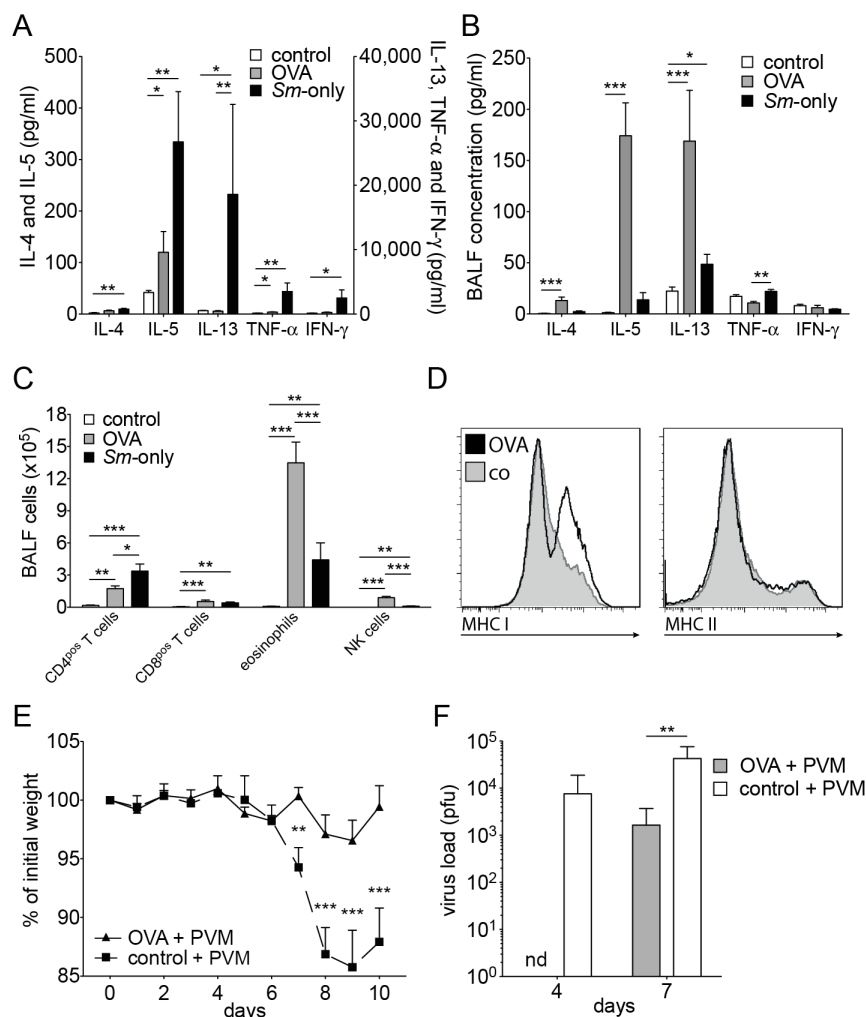 A
IL-4 and IL-5 (pg/ml)
500
400
300
200
100
0
control
OVA
Sm-only
40,000
30,000
20,000
10,000
0
IL-13, TNF-α and IFN-γ (pg/ml)
** * * ** ** * ** *
IL-4 IL-5 IL-13 TNF-α IFN-γ
B
BALF concentration (pg/ml)
250
200
150
100
50
0
control
OVA
Sm-only
*** *** *** * **
IL-4 IL-5 IL-13 TNF-α IFN-γ
C
BALF cells (x10⁵)
18
15
12
9
6
3
0
control
OVA
Sm-only
*** ** * ** *** ** *** *** ** *** ***
CD4pos T cells
CD8pos T cells
eosinophils
NK cells
D
OVA
co
MHC I
MHC II
E
% of initial weight
105
100
95
90
85
** *** *** ***
OVA + PVM
control + PVM
0 2 4 6 8 10
days
F
virus load (pfu)
10⁵
10⁴
10³
10²
10¹
10⁰
**
nd
OVA + PVM
control + PVM
4 7
days